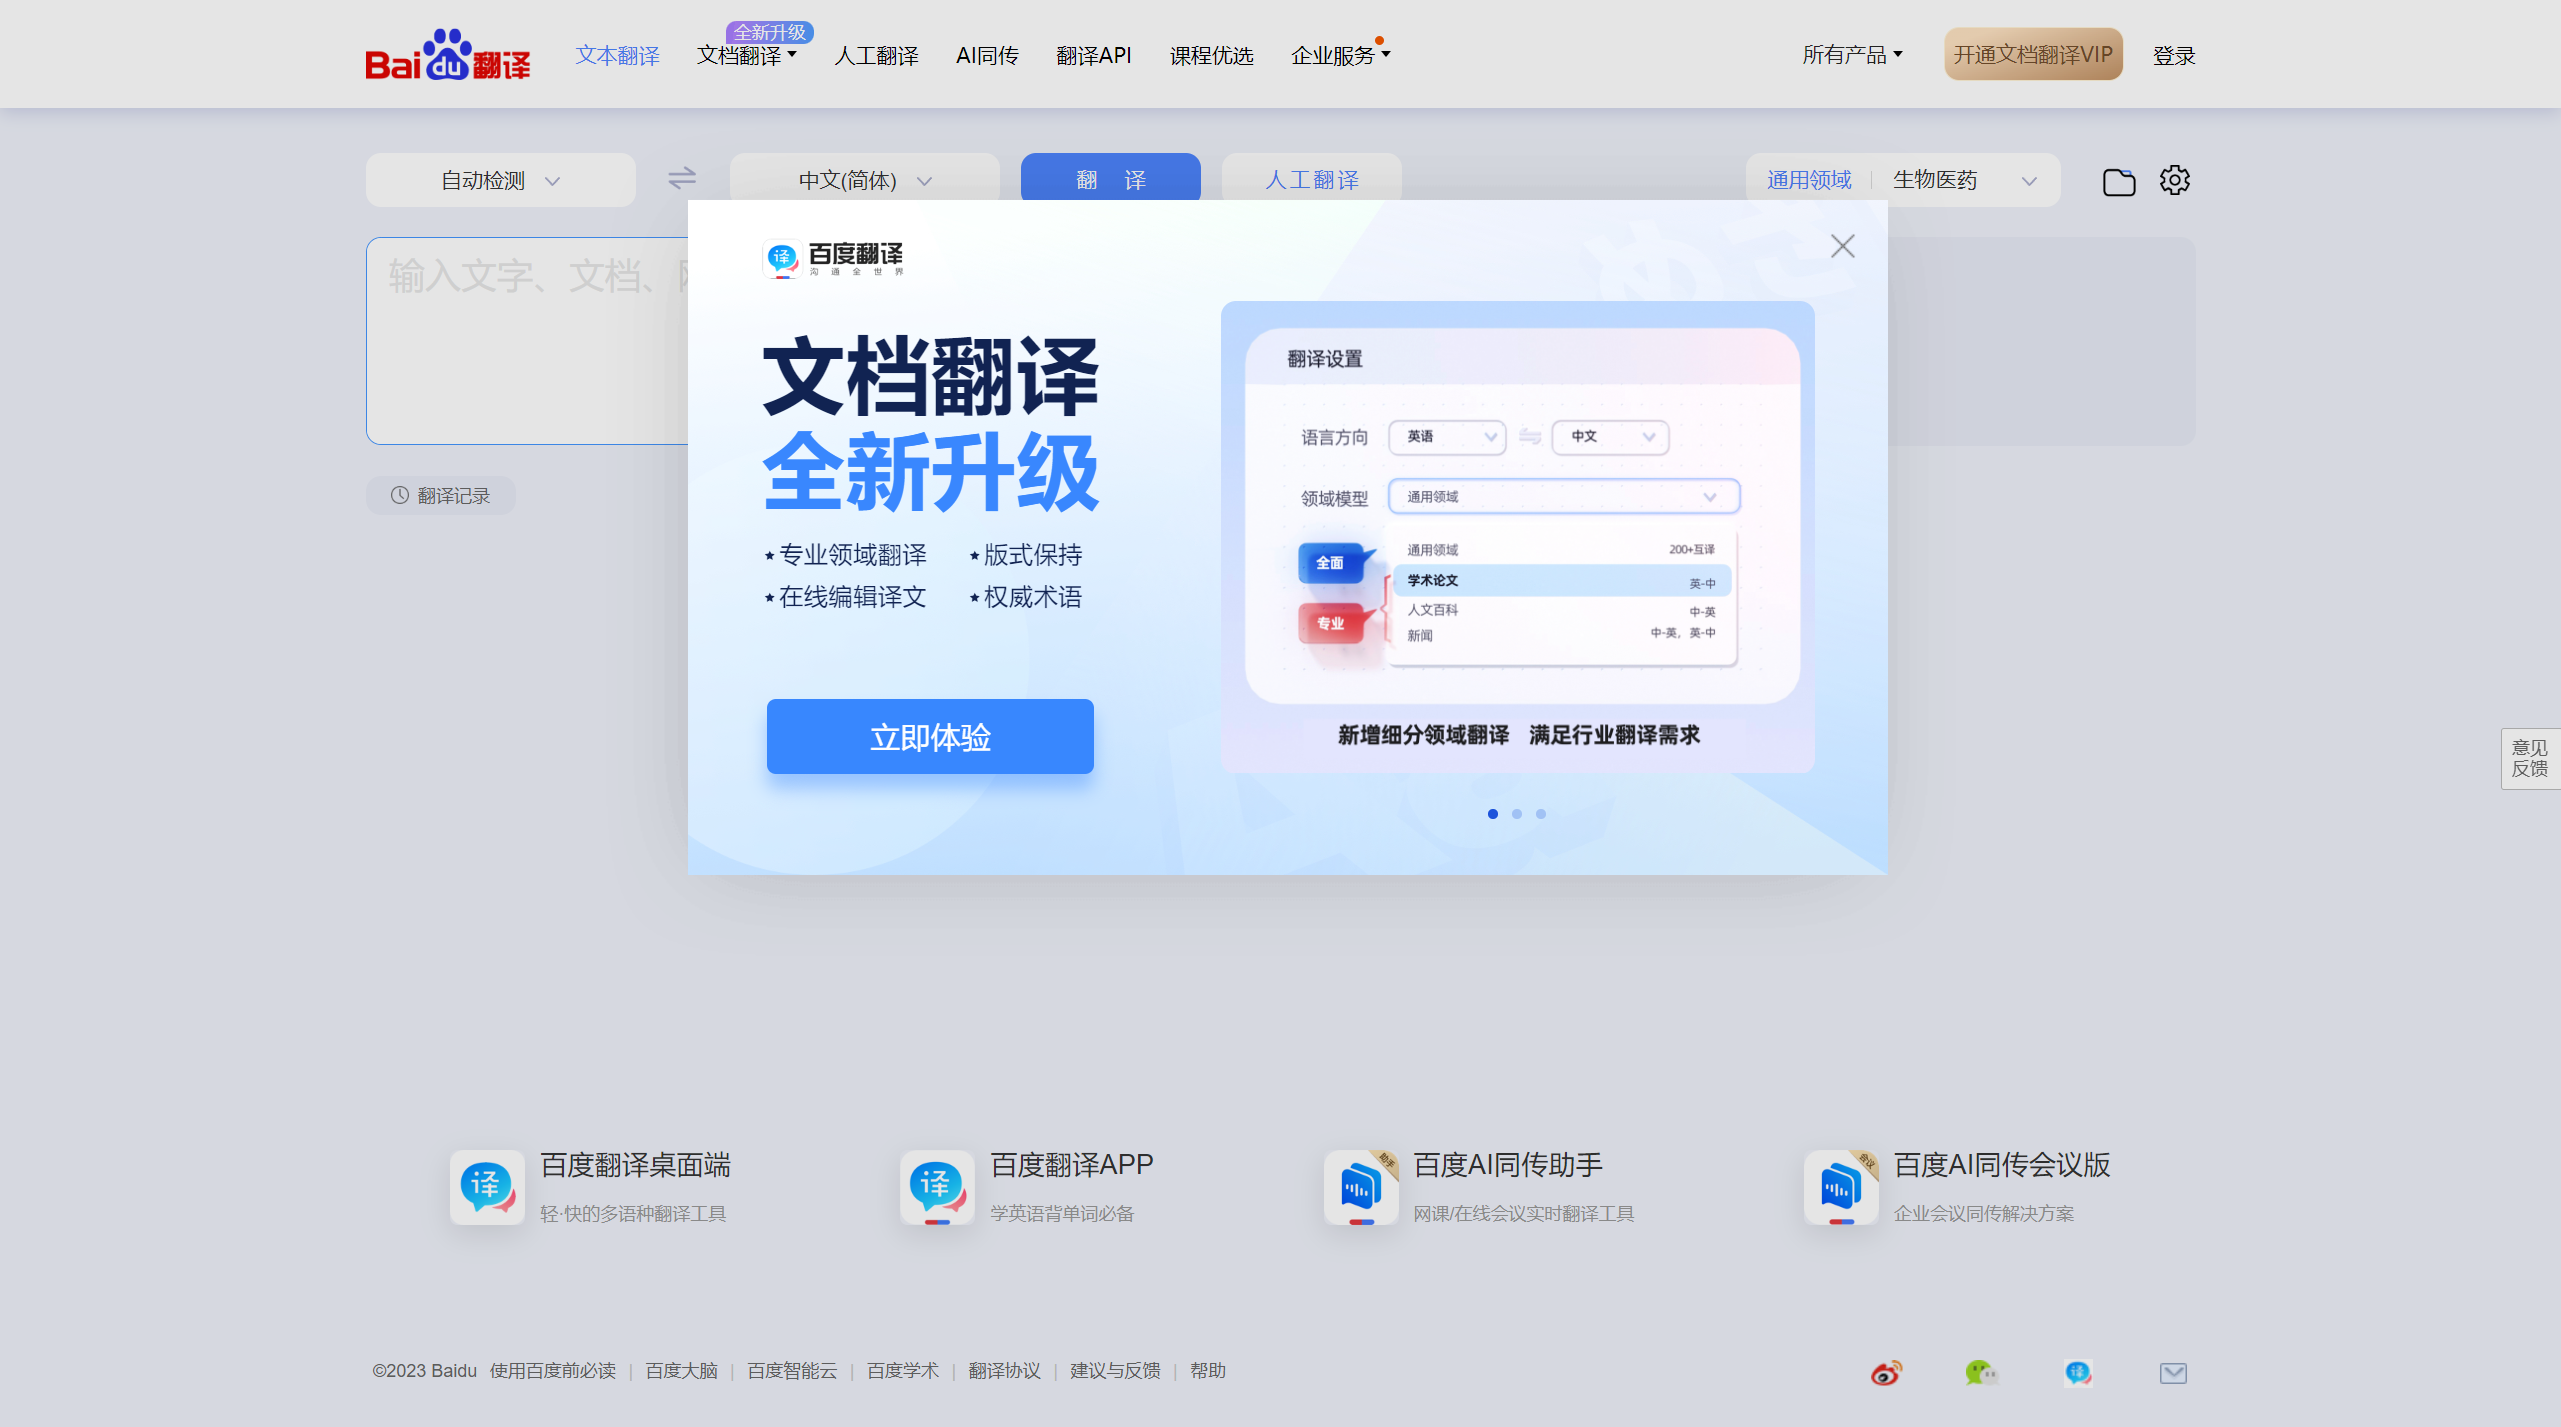 Bai du 翻译
文本翻译
全新升级
文档翻译
人工翻译
AI同传
翻译API
课程优选
企业服务
所有产品
开通文档翻译VIP
登录
自动检测
中文(简体)
翻 译
人工翻译
通用领域
生物医药
输入文字、文档、
翻译记录
译 百度翻译
沟通全世界
文档翻译
全新升级
专业领域翻译
版式保持
在线编辑译文
权威术语
立即体验
翻译设置
语言方向 英语 中文
领域模型 通用领域
通用领域 200+互译
全面
学术论文 英-中
人文百科 中-英
专业
新闻 中-英，英-中
新增细分领域翻译 满足行业翻译需求
意见
反馈
译
百度翻译桌面端
轻·快的多语种翻译工具
译
百度翻译APP
学英语背单词必备
助手
百度AI同传助手
网课/在线会议实时翻译工具
会议
百度AI同传会议版
企业会议同传解决方案
©2023 Baidu 使用百度前必读 | 百度大脑 | 百度智能云 | 百度学术 | 翻译协议 | 建议与反馈 | 帮助
译